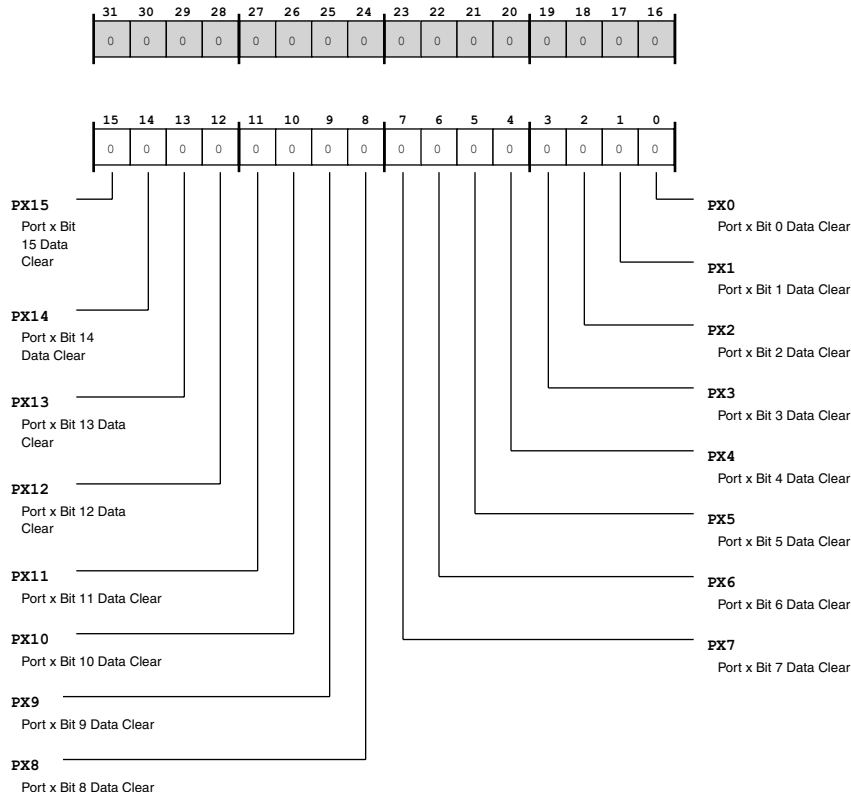 31 30 29 28 27 26 25 24 23 22 21 20 19 18 17 16
0 0 0 0 0 0 0 0 0 0 0 0 0 0 0 0
15 14 13 12 11 10 9 8 7 6 5 4 3 2 1 0
0 0 0 0 0 0 0 0 0 0 0 0 0 0 0 0
PX15
Port x Bit
15 Data
Clear
PX14
Port x Bit 14
Data Clear
PX13
Port x Bit 13 Data
Clear
PX12
Port x Bit 12 Data
Clear
PX11
Port x Bit 11 Data Clear
PX10
Port x Bit 10 Data Clear
PX9
Port x Bit 9 Data Clear
PX8
Port x Bit 8 Data Clear
PX0
Port x Bit 0 Data Clear
PX1
Port x Bit 1 Data Clear
PX2
Port x Bit 2 Data Clear
PX3
Port x Bit 3 Data Clear
PX4
Port x Bit 4 Data Clear
PX5
Port x Bit 5 Data Clear
PX6
Port x Bit 6 Data Clear
PX7
Port x Bit 7 Data Clear